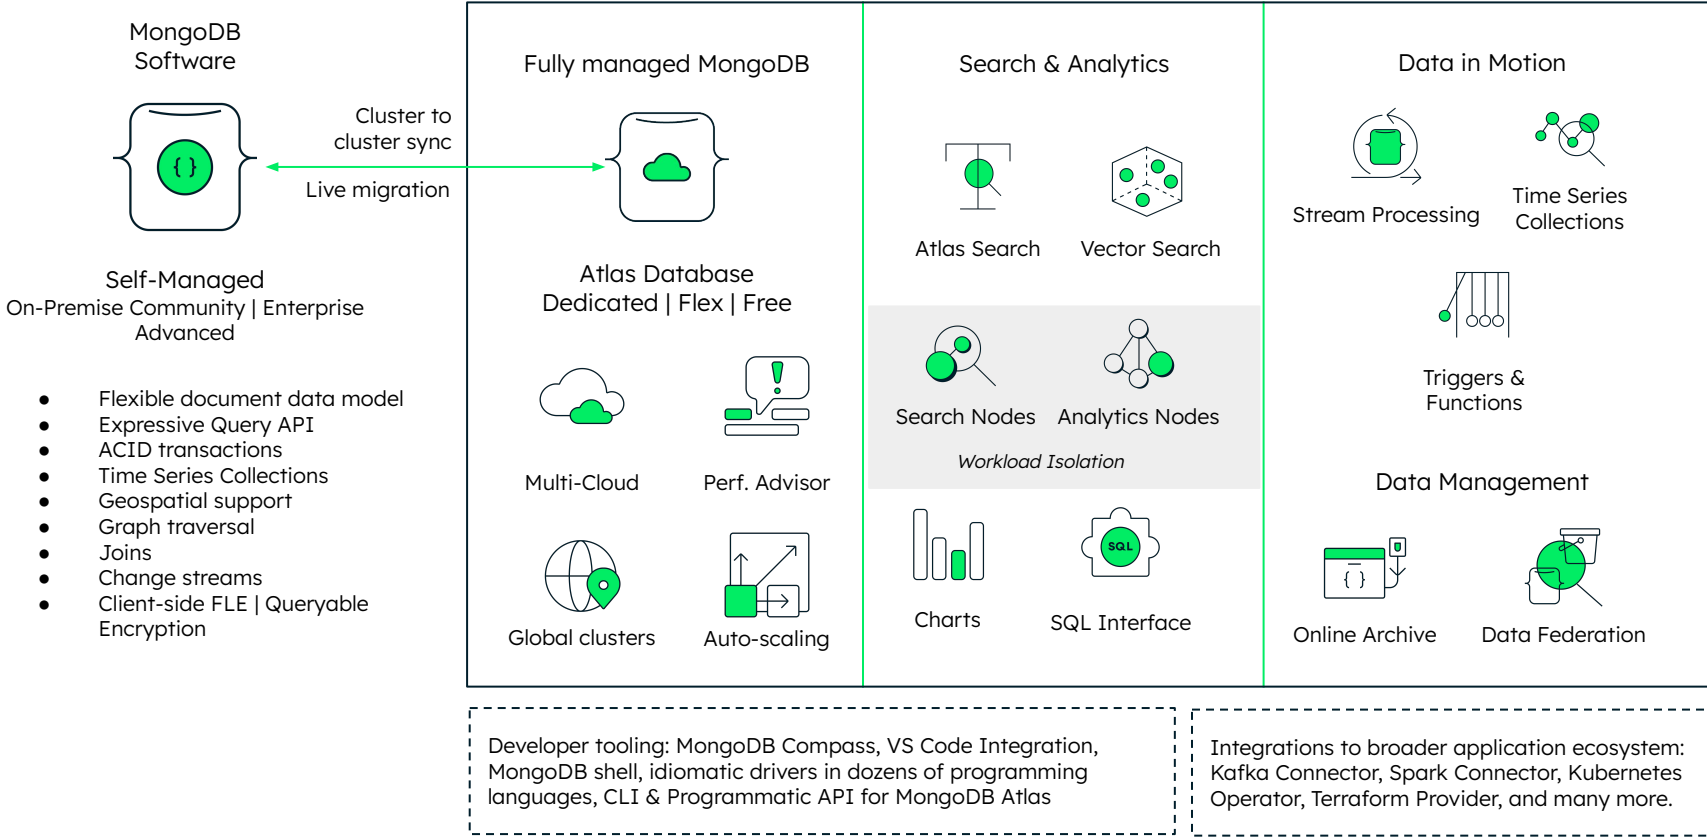 MongoDB
Software
{ }
Cluster to
cluster sync
Live migration
Self-Managed
On-Premise Community | Enterprise
Advanced
● Flexible document data model
● Expressive Query API
● ACID transactions
● Time Series Collections
● Geospatial support
● Graph traversal
● Joins
● Change streams
● Client-side FLE | Queryable
Encryption
Fully managed MongoDB
Atlas Database
Dedicated | Flex | Free
Multi-Cloud
Perf. Advisor
Global clusters
Auto-scaling
Search & Analytics
Atlas Search
Vector Search
Search Nodes
Analytics Nodes
Workload Isolation
Charts
SQL
SQL Interface
Data in Motion
Stream Processing
Time Series
Collections
Triggers &
Functions
Data Management
{ }
Online Archive
Data Federation
Developer tooling: MongoDB Compass, VS Code Integration,
MongoDB shell, idiomatic drivers in dozens of programming
languages, CLI & Programmatic API for MongoDB Atlas
Integrations to broader application ecosystem:
Kafka Connector, Spark Connector, Kubernetes
Operator, Terraform Provider, and many more.